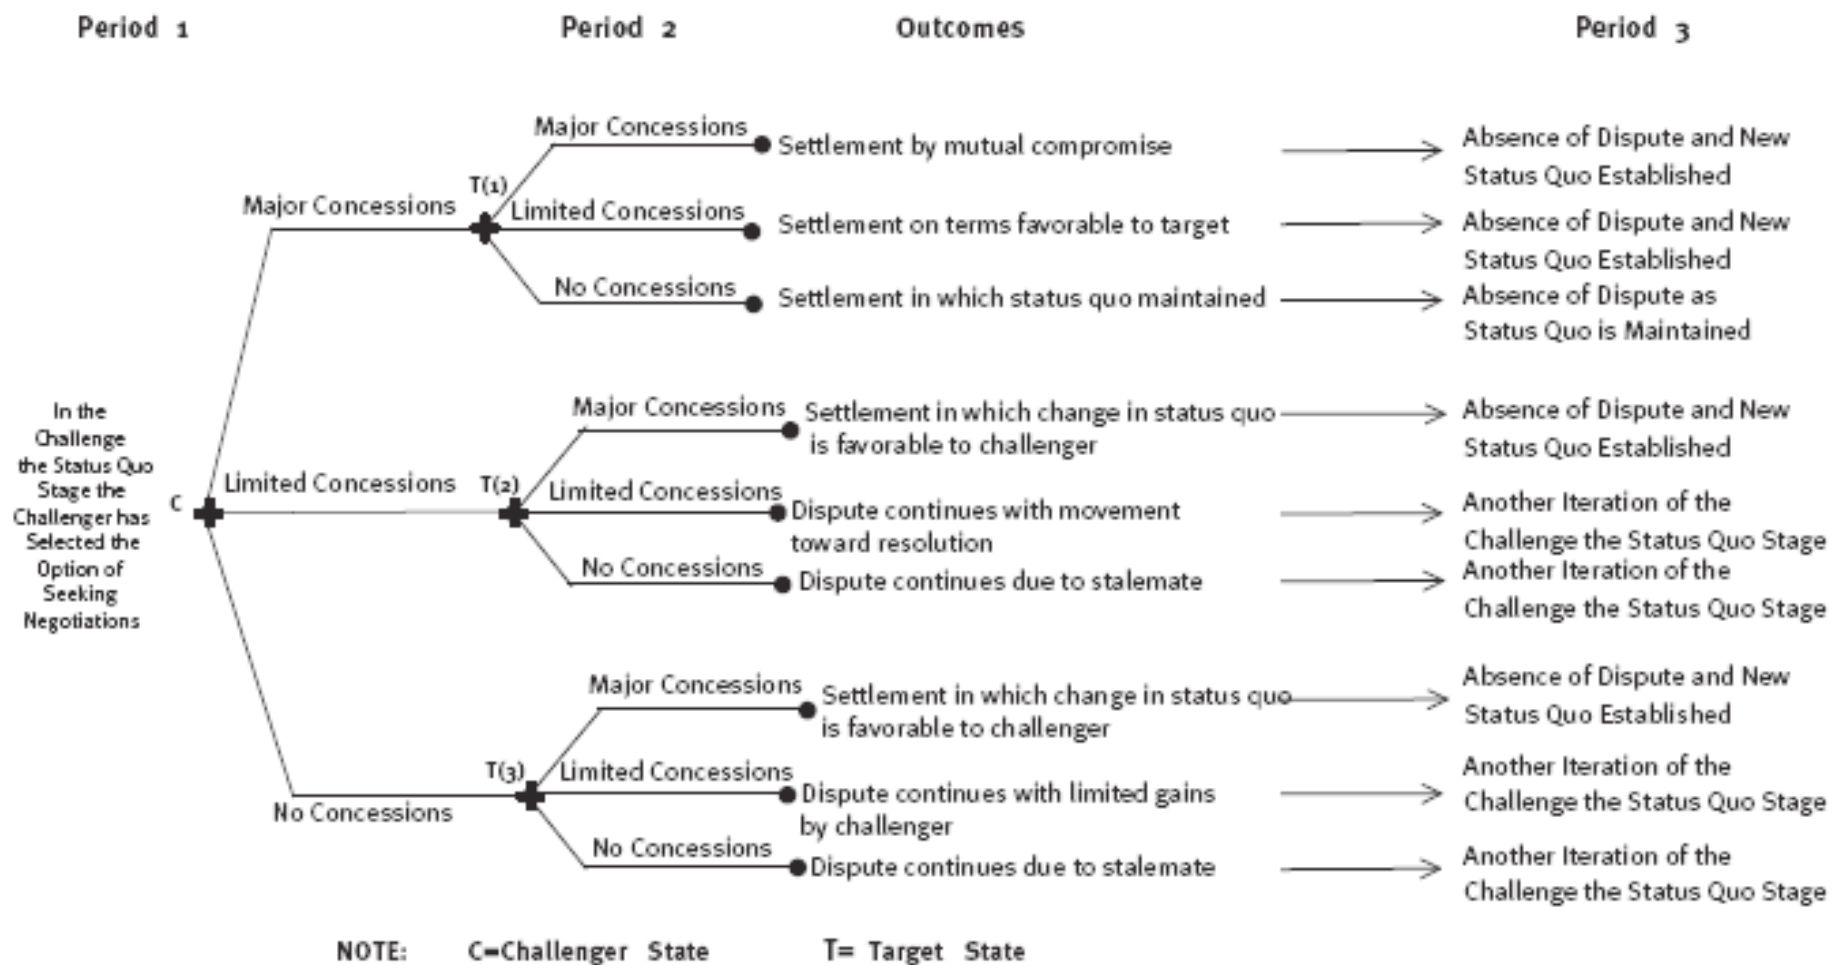 Period 1 Period 2 Outcomes Period 3
Major Concessions
Settlement by mutual compromise
Absence of Dispute and New
Status Quo Established
T(1)
Major Concessions
Limited Concessions
Settlement on terms favorable to target
Absence of Dispute and New
Status Quo Established
No Concessions
Settlement in which status quo maintained
Absence of Dispute as
Status Quo is Maintained
In the
Challenge
the Status Quo
Stage the
Challenger has
Selected the
Option of
Seeking
Negotiations
C
Limited Concessions
T(2)
Major Concessions
Settlement in which change in status quo
is favorable to challenger
Absence of Dispute and New
Status Quo Established
Limited Concessions
Dispute continues with movement
toward resolution
Another Iteration of the
Challenge the Status Quo Stage
No Concessions
Dispute continues due to stalemate
Another Iteration of the
Challenge the Status Quo Stage
No Concessions
T(3)
Major Concessions
Settlement in which change in status quo
is favorable to challenger
Absence of Dispute and New
Status Quo Established
Limited Concessions
Dispute continues with limited gains
by challenger
Another Iteration of the
Challenge the Status Quo Stage
No Concessions
Dispute continues due to stalemate
Another Iteration of the
Challenge the Status Quo Stage
NOTE: C=Challenger State T= Target State